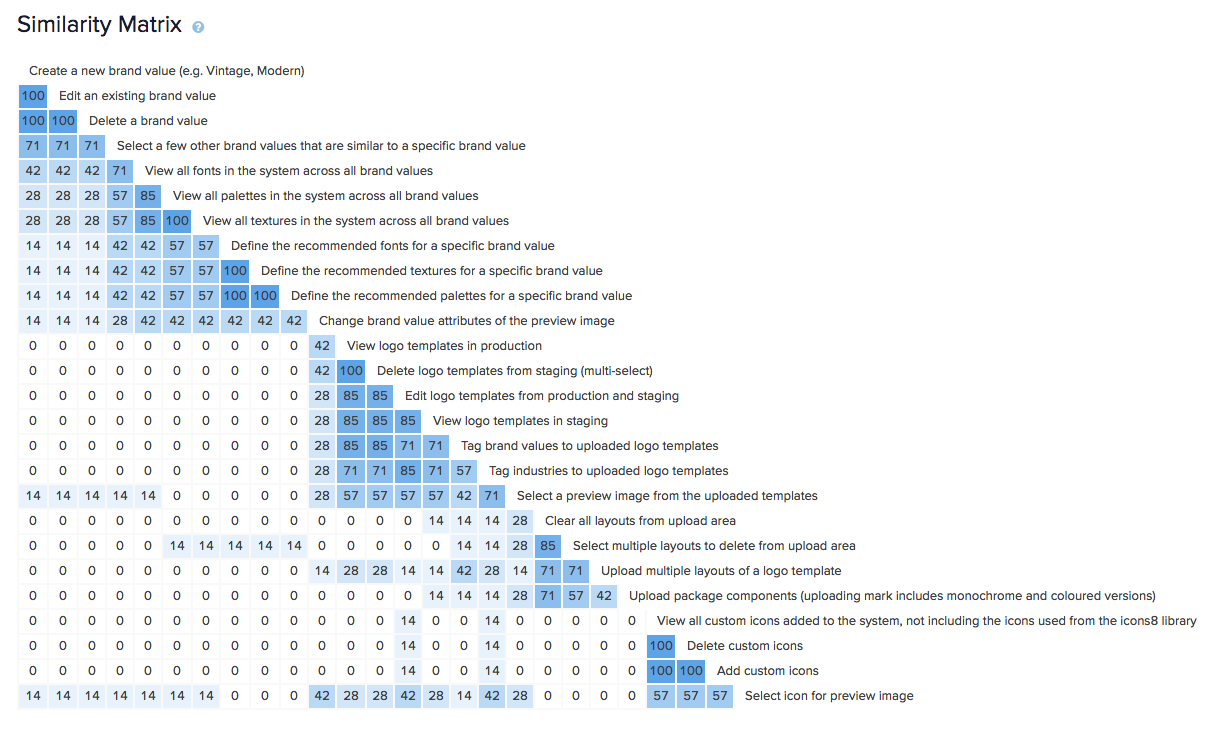 Similarity Matrix ?
Create a new brand value (e.g. Vintage, Modern)
100 Edit an existing brand value
100 100 Delete a brand value
71 71 71 Select a few other brand values that are similar to a specific brand value
42 42 42 71 View all fonts in the system across all brand values
28 28 28 57 85 View all palettes in the system across all brand values
28 28 28 57 85 100 View all textures in the system across all brand values
14 14 14 42 42 57 57 Define the recommended fonts for a specific brand value
14 14 14 42 42 57 57 100 Define the recommended textures for a specific brand value
14 14 14 42 42 57 57 100 100 Define the recommended palettes for a specific brand value
14 14 14 28 42 42 42 42 42 42 Change brand value attributes of the preview image
0 0 0 0 0 0 0 0 0 0 42 View logo templates in production
0 0 0 0 0 0 0 0 0 0 42 100 Delete logo templates from staging (multi-select)
0 0 0 0 0 0 0 0 0 0 28 85 85 Edit logo templates from production and staging
0 0 0 0 0 0 0 0 0 0 28 85 85 85 View logo templates in staging
0 0 0 0 0 0 0 0 0 0 28 85 85 71 71 Tag brand values to uploaded logo templates
0 0 0 0 0 0 0 0 0 0 28 71 71 85 71 57 Tag industries to uploaded logo templates
14 14 14 14 14 0 0 0 0 0 28 57 57 57 57 42 71 Select a preview image from the uploaded templates
0 0 0 0 0 0 0 0 0 0 0 0 0 0 14 14 14 28 Clear all layouts from upload area
0 0 0 0 0 14 14 14 14 14 0 0 0 0 0 14 14 28 85 Select multiple layouts to delete from upload area
0 0 0 0 0 0 0 0 0 0 14 28 28 14 14 42 28 14 71 71 Upload multiple layouts of a logo template
0 0 0 0 0 0 0 0 0 0 0 0 0 0 14 14 14 28 71 57 42 Upload package components (uploading mark includes monochrome and coloured versions)
0 0 0 0 0 0 0 0 0 0 0 0 0 14 0 0 14 0 0 0 0 0 View all custom icons added to the system, not including the icons used from the icons8 library
0 0 0 0 0 0 0 0 0 0 0 0 0 14 0 0 14 0 0 0 0 0 100 Delete custom icons
0 0 0 0 0 0 0 0 0 0 0 0 0 14 0 0 14 0 0 0 0 0 100 100 Add custom icons
14 14 14 14 14 14 14 0 0 0 42 28 28 42 28 14 42 28 0 0 0 0 57 57 57 Select icon for preview image